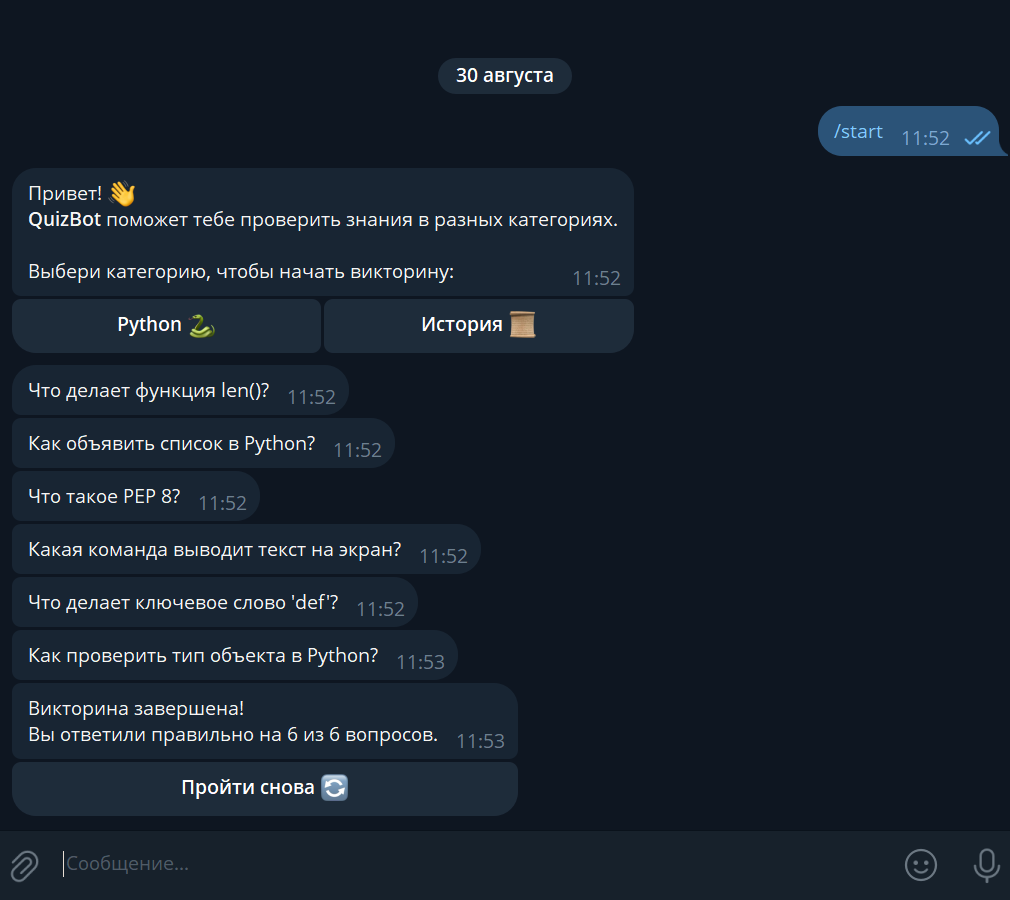 30 августа
/start 11:52
Привет! 👋
QuizBot поможет тебе проверить знания в разных категориях.
Выбери категорию, чтобы начать викторину: 11:52
Python 🐍
История 📜
Что делает функция len()? 11:52
Как объявить список в Python? 11:52
Что такое PEP 8? 11:52
Какая команда выводит текст на экран? 11:52
Что делает ключевое слово 'def'? 11:52
Как проверить тип объекта в Python? 11:53
Викторина завершена!
Вы ответили правильно на 6 из 6 вопросов. 11:53
Пройти снова 🔄
Сообщение...